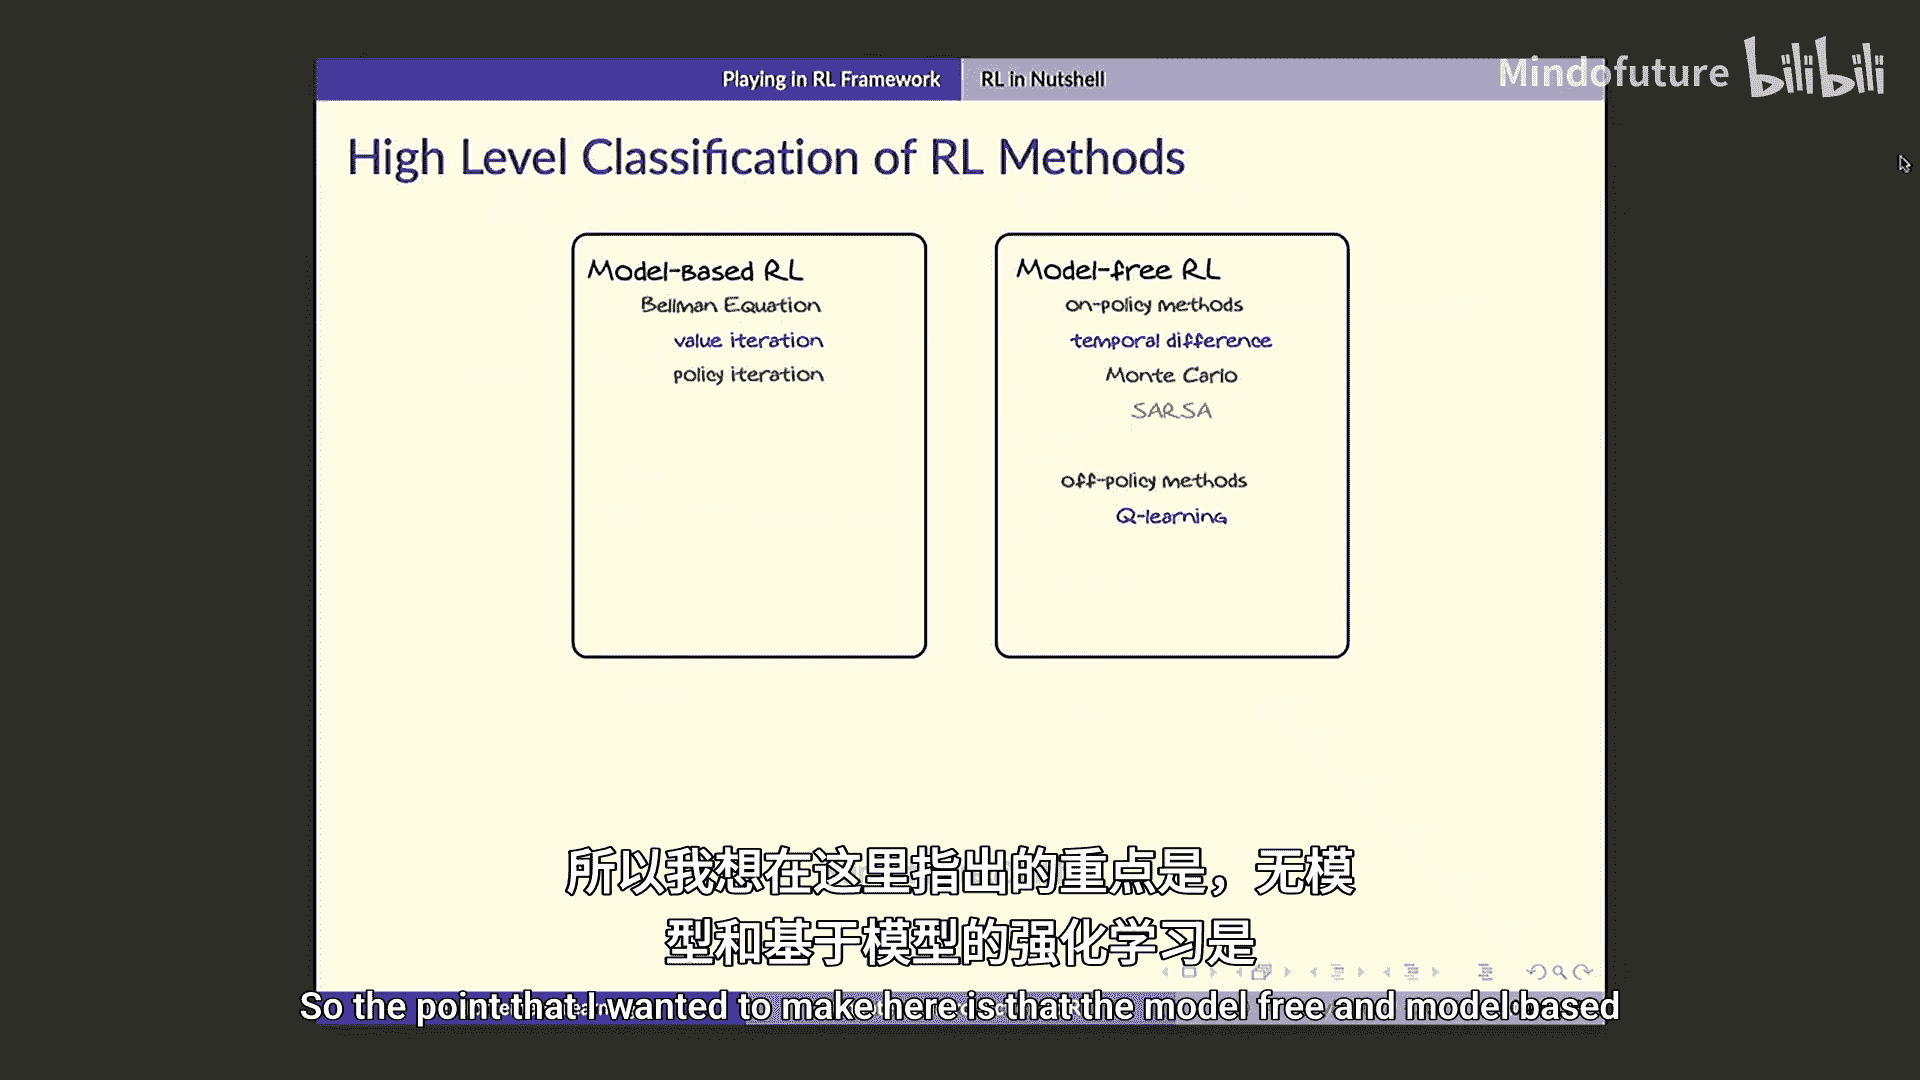 Playing in RL Framework
RL in Nutshell
Mindofuture
bilibili
High Level Classification of RL Methods
Model-Based RL
Bellman Equation
value iteration
policy iteration
Model-free RL
on-policy methods
temporal difference
Monte Carlo
SARSA
off-policy methods
Q-learning
所以我想在这里指出的重点是，无模
型和基于模型的强化学习是
So the point that I wanted to make here is that the model free and model based